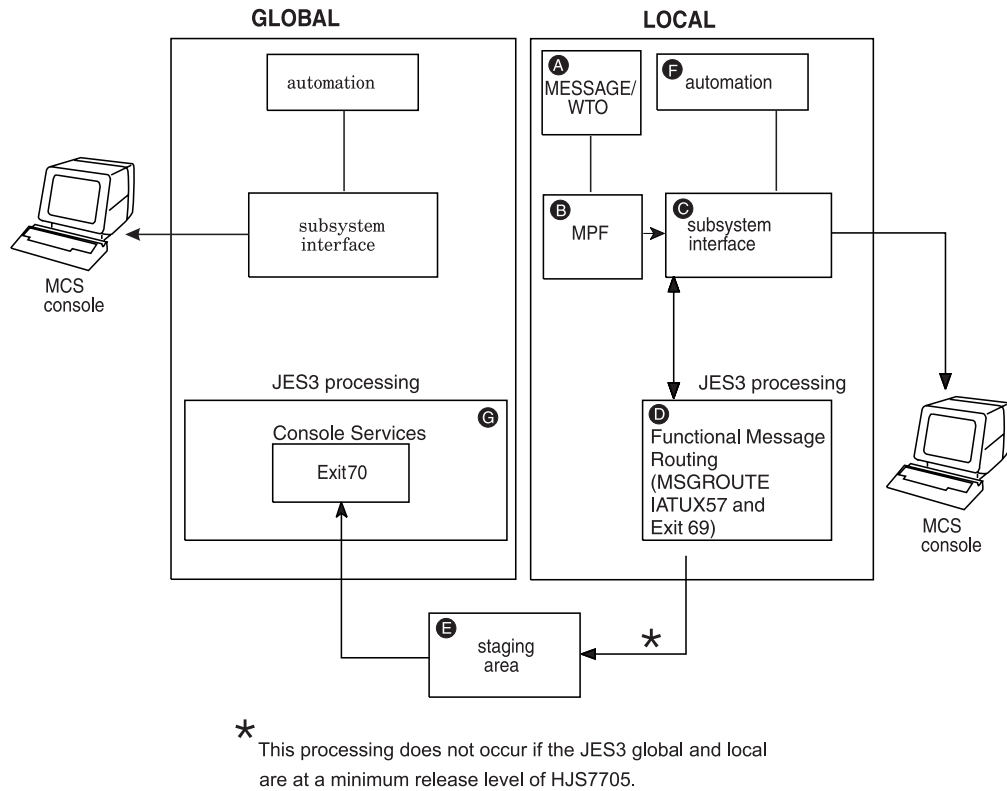 GLOBAL
LOCAL
automation
A
MESSAGE/
WTO
F
automation
subsystem
interface
B
MPF
C
subsystem
interface
MCS
console
JES3 processing
G
Console Services
Exit70
JES3 processing
D
Functional Message
Routing
(MSGROUTE
IATUX57 and
Exit 69)
MCS
console
E
staging
area
*
* This processing does not occur if the JES3 global and local
are at a minimum release level of HJS7705.